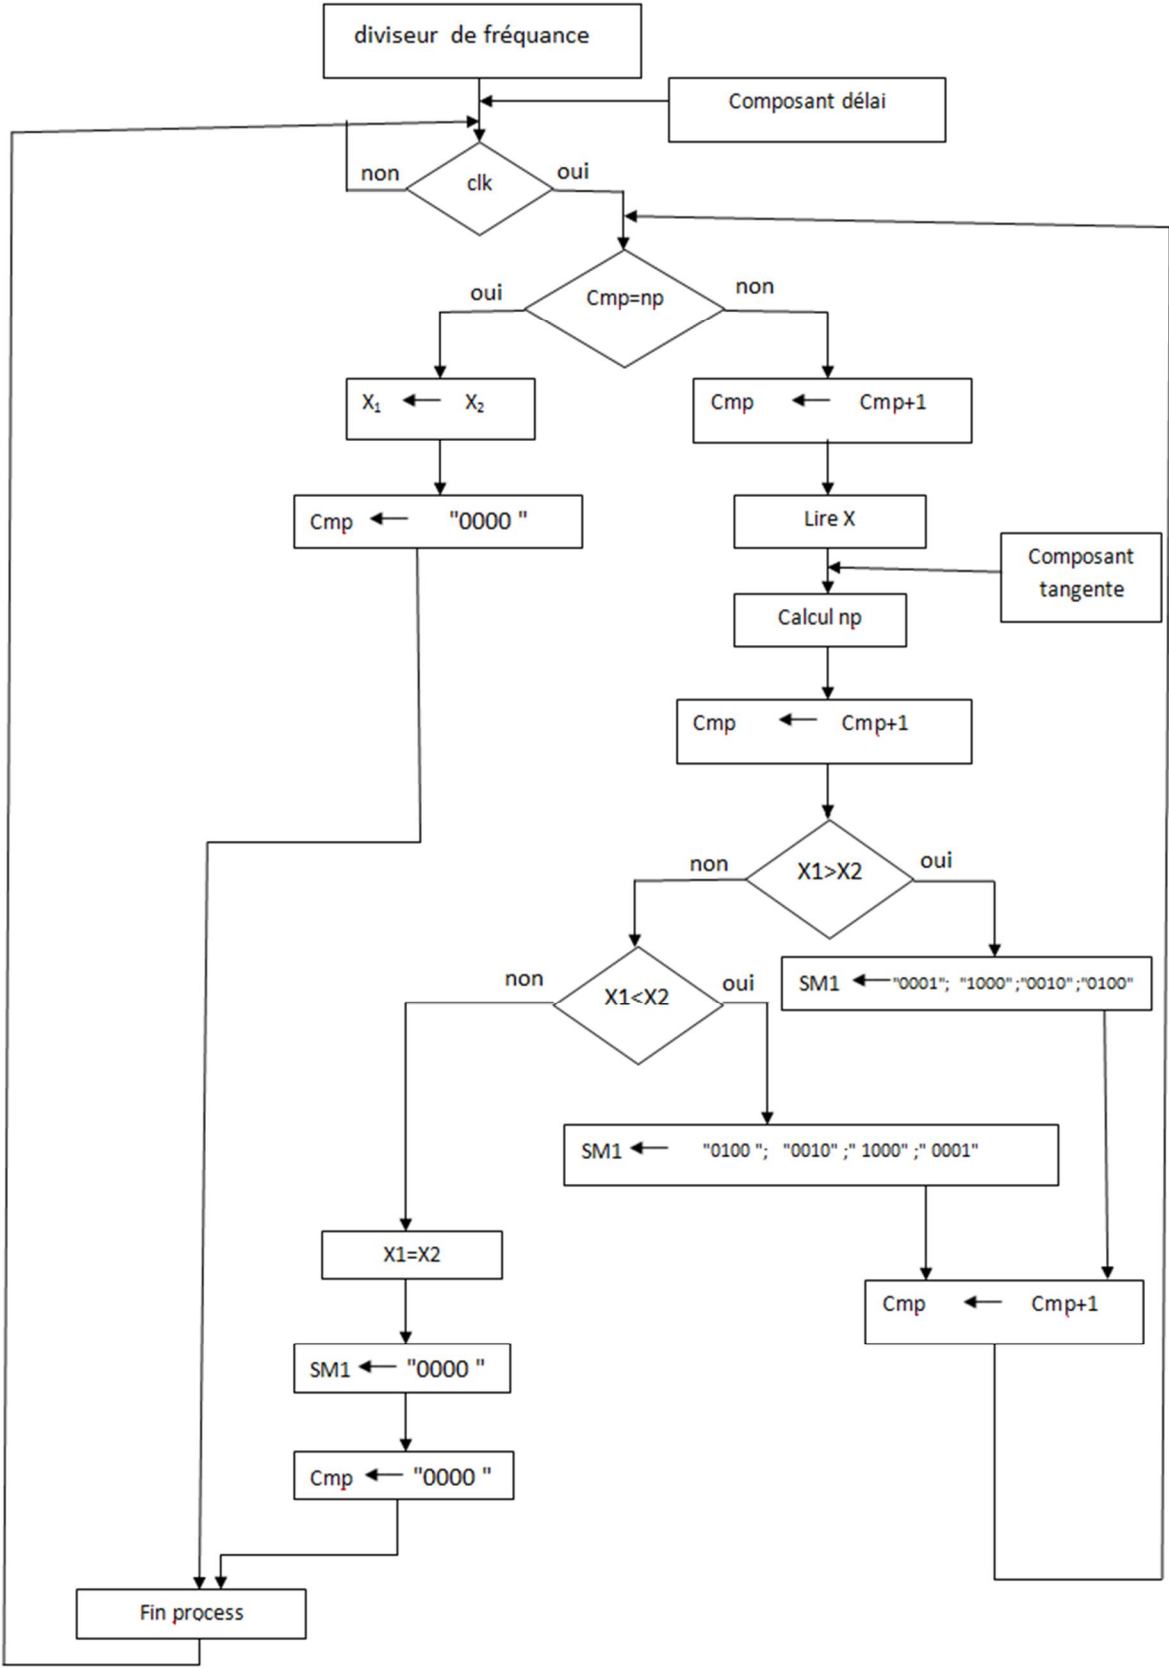 diviseur de fréquance
Composant délai
non
clk
oui
oui
Cmp=np
non
X₁ ← X₂
Cmp ← Cmp+1
Cmp ← "0000 "
Lire X
Composant
tangente
Calcul np
Cmp ← Cmp+1
non
X1>X2
oui
non
X1<X2
oui
SM1 ← "0001"; "1000";"0010";"0100"
SM1 ← "0100 "; "0010" ;" 1000" ;" 0001"
X1=X2
Cmp ← Cmp+1
SM1 ← "0000 "
Cmp ← "0000 "
Fin process